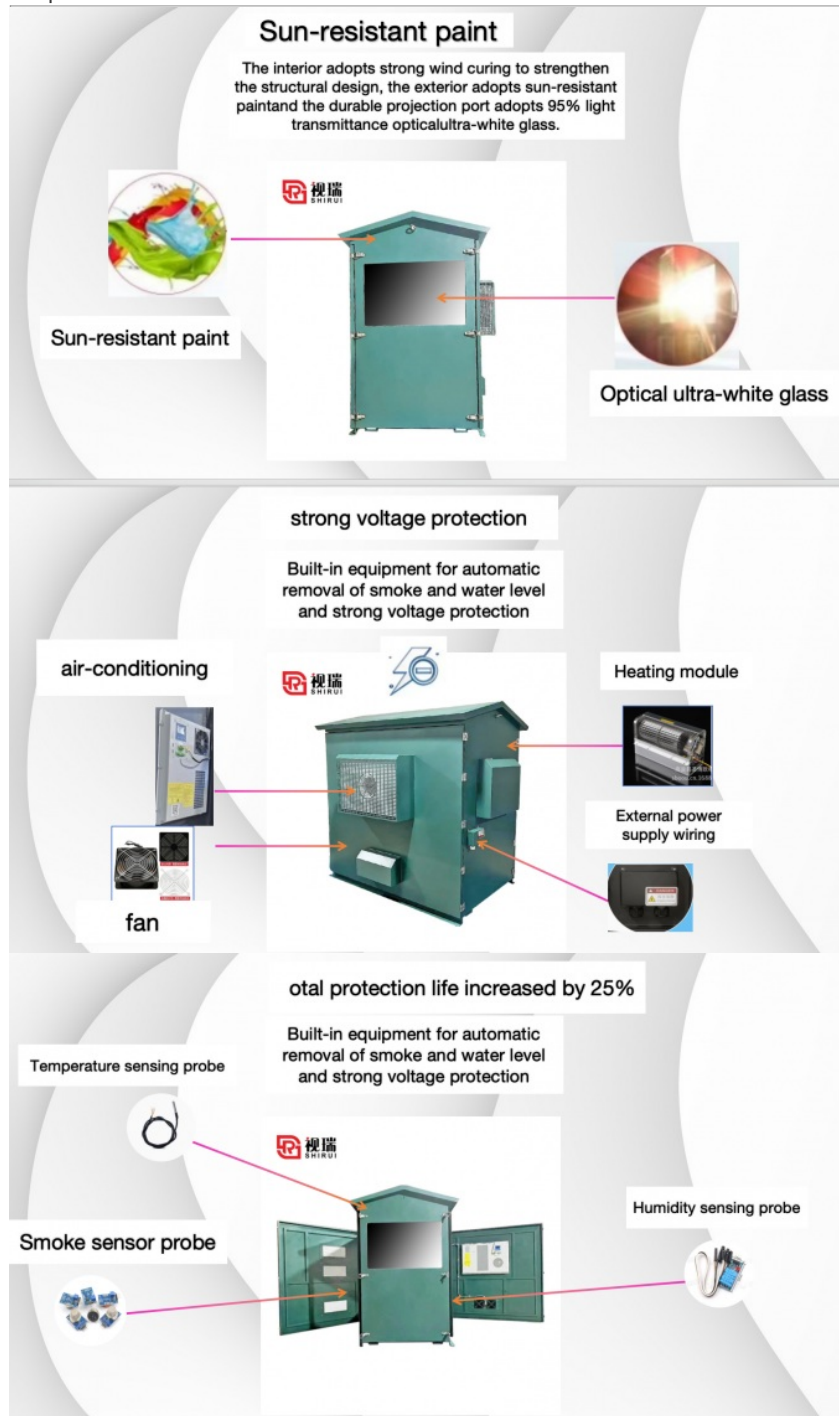 Sun-resistant paint
The interior adopts strong wind curing to strengthen
the structural design, the exterior adopts sun-resistant
paintand the durable projection port adopts 95% light
transmittance opticalultra-white glass.
视瑞
SHIRUI
Sun-resistant paint
Optical ultra-white glass
strong voltage protection
Built-in equipment for automatic
removal of smoke and water level
and strong voltage protection
air-conditioning
视瑞
SHIRUI
Heating module
External power
supply wiring
fan
otal protection life increased by 25%
Built-in equipment for automatic
removal of smoke and water level
and strong voltage protection
Temperature sensing probe
视瑞
SHIRUI
Humidity sensing probe
Smoke sensor probe